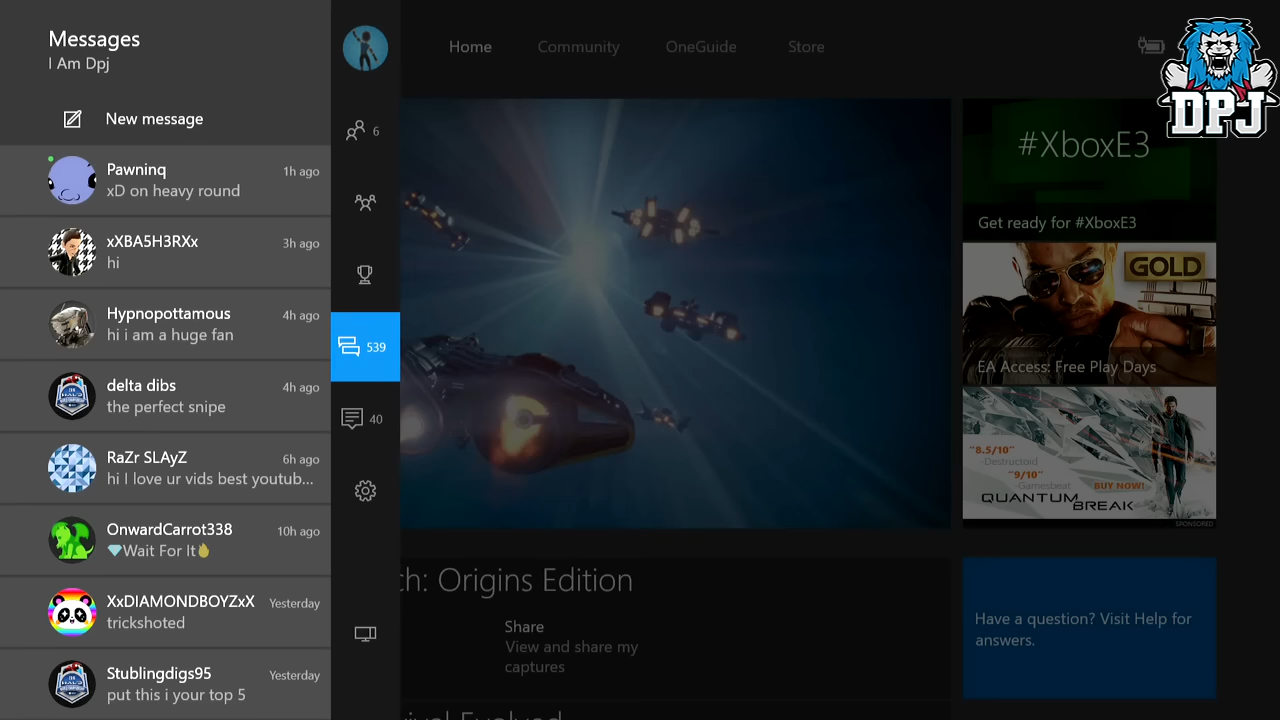 Messages
I Am Dpj
New message
Pawninq
1h ago
xD on heavy round
xXBA5H3RXx
3h ago
hi
Hypnopottamous
4h ago
hi i am a huge fan
delta dibs
4h ago
the perfect snipe
RaZr SLAyZ
6h ago
hi I love ur vids best youtub...
OnwardCarrot338
10h ago
💎Wait For It🔥
XxDIAMONDBOYZxX
Yesterday
trickshoted
Stublingdigs95
Yesterday
put this i your top 5
6
539
40
Home
Community
OneGuide
Store
DPJ
#XboxE3
Get ready for #XboxE3
GOLD
EA Access: Free Play Days
"8.5/10"
-Destructoid
"9/10"
-Gamesbeat
BUY NOW!
QUANTUM
BREAK
SPONSORED
ch: Origins Edition
Share
View and share my
captures
Have a question? Visit Help for
answers.
ival Evolved